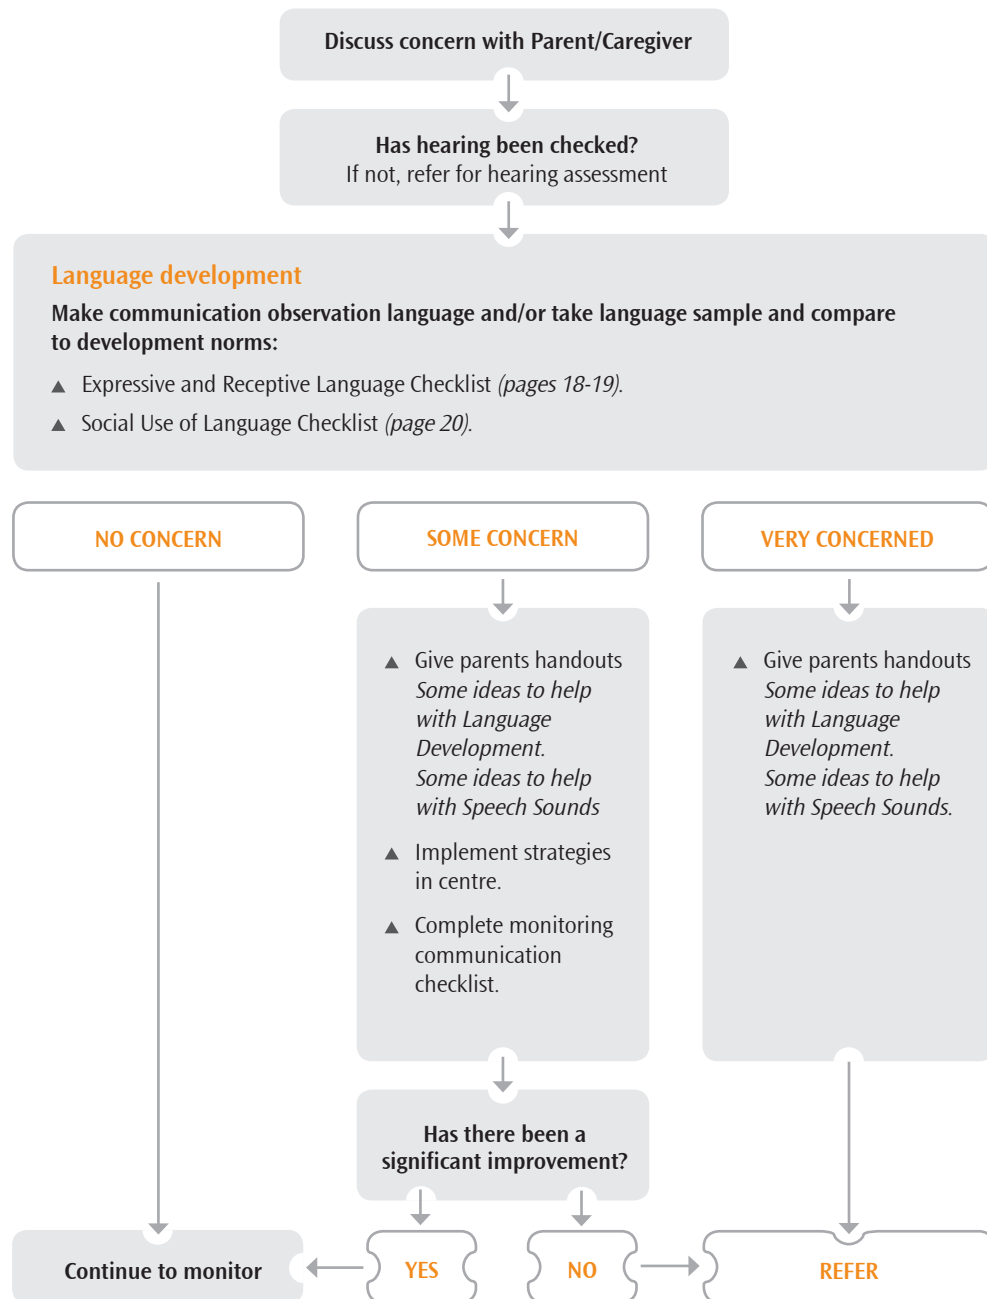 Discuss concern with Parent/Caregiver
Has hearing been checked?
If not, refer for hearing assessment
Language development
Make communication observation language and/or take language sample and compare
to development norms:
▲ Expressive and Receptive Language Checklist (pages 18-19).
▲ Social Use of Language Checklist (page 20).
NO CONCERN
SOME CONCERN
VERY CONCERNED
▲ Give parents handouts
Some ideas to help
with Language
Development.
Some ideas to help
with Speech Sounds
▲ Implement strategies
in centre.
▲ Complete monitoring
communication
checklist.
▲ Give parents handouts
Some ideas to help
with Language
Development.
Some ideas to help
with Speech Sounds.
Has there been a
significant improvement?
Continue to monitor
YES
NO
REFER